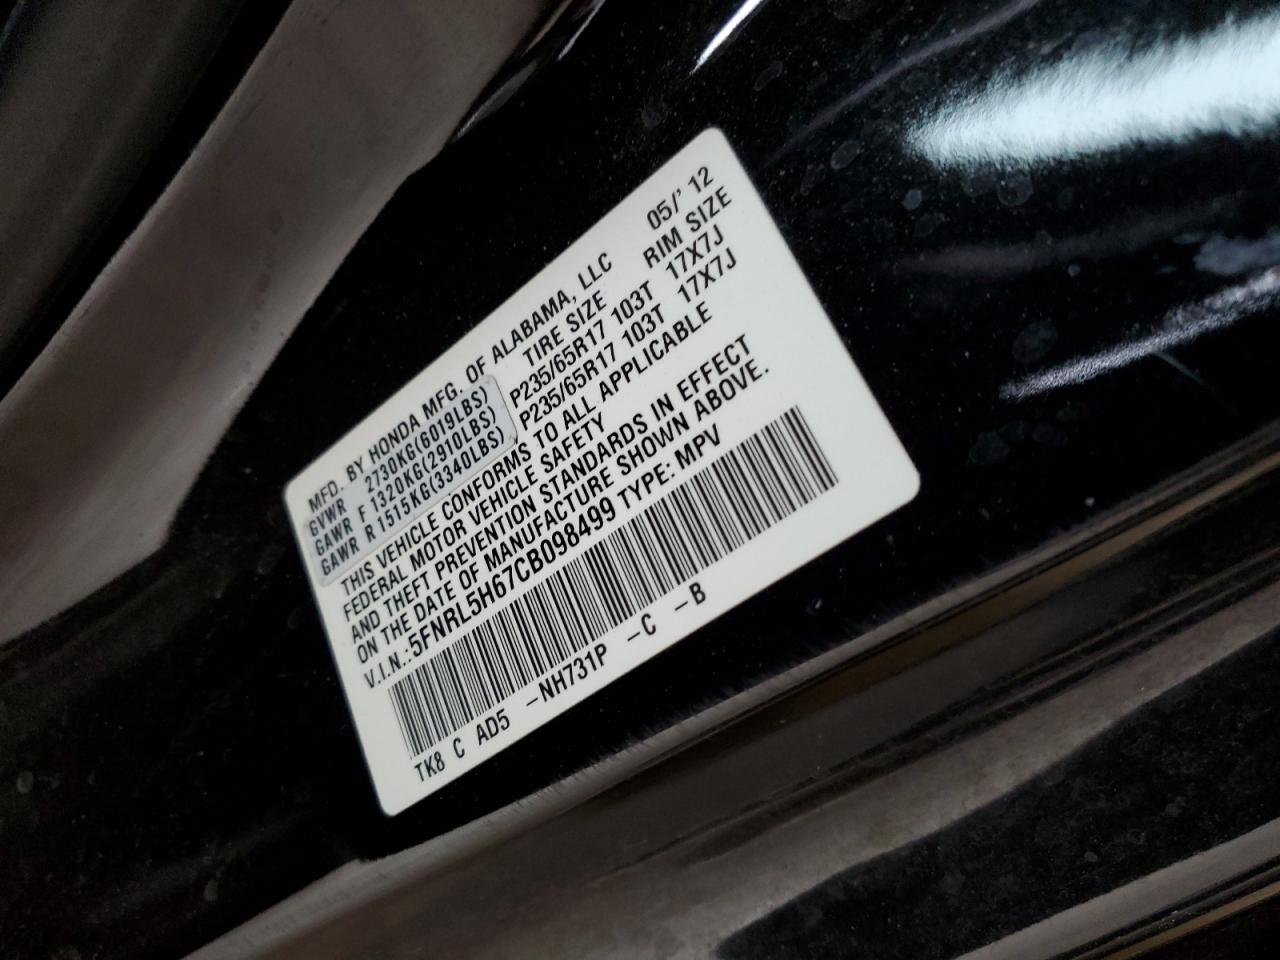 MFD. BY HONDA MFG. OF ALABAMA, LLC 05/' 12
TIRE SIZE RIM SIZE
GVWR 2730KG(6019LBS)
GAWR F 1320KG(2910LBS) P235/65R17 103T 17X7J
GAWR R 1515KG(3340LBS) P235/65R17 103T 17X7J
THIS VEHICLE CONFORMS TO ALL APPLICABLE
FEDERAL MOTOR VEHICLE SAFETY
AND THEFT PREVENTION STANDARDS IN EFFECT
ON THE DATE OF MANUFACTURE SHOWN ABOVE.
V.I.N.:5FNRL5H67CB098499 TYPE: MPV
TK8 C AD5 –NH731P –C –B